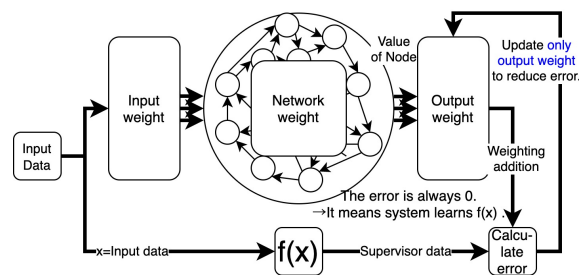 Input
Data
Input
weight
Network
weight
Value
of Node
Output
weight
Update only
output weight
to reduce error.
Weighting
addition
The error is always 0.
→It means system learns f(x) .
x=Input data
f(x)
Supervisor data
Calcu-
late
error